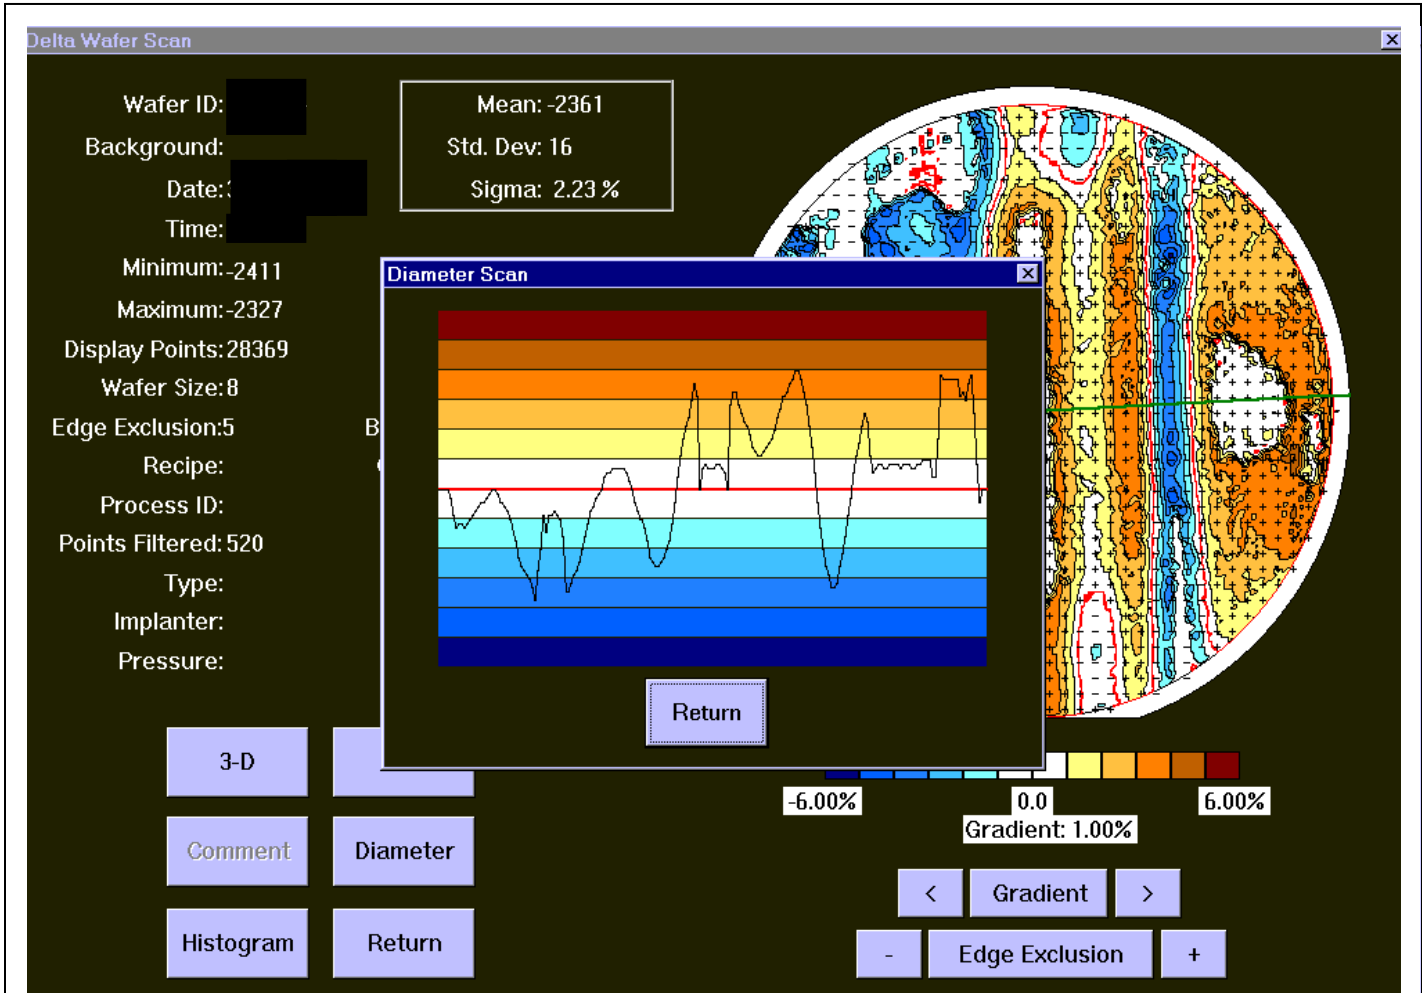 Delta Wafer Scan
Wafer ID:
Background:
Date:
Time:
Minimum:-2411
Maximum:-2327
Display Points:28369
Wafer Size:8
Edge Exclusion:5
B
Recipe:
Process ID:
Points Filtered:520
Type:
Implanter:
Pressure:
Mean: -2361
Std. Dev: 16
Sigma: 2.23 %
Diameter Scan
Return
3-D
Comment
Diameter
Histogram
Return
-6.00%
0.0
6.00%
Gradient: 1.00%
<
Gradient
>
-
Edge Exclusion
+